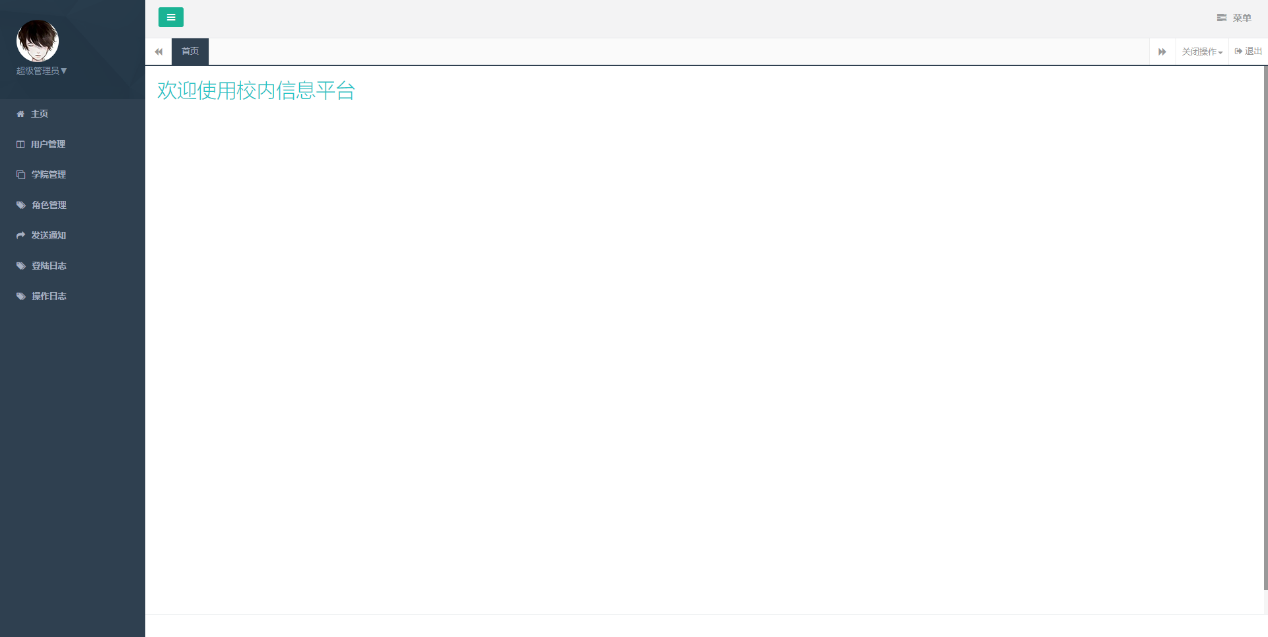 超级管理员▼
主页
用户管理
学院管理
角色管理
发送通知
登陆日志
操作日志
菜单
首页
关闭操作
退出
欢迎使用校内信息平台